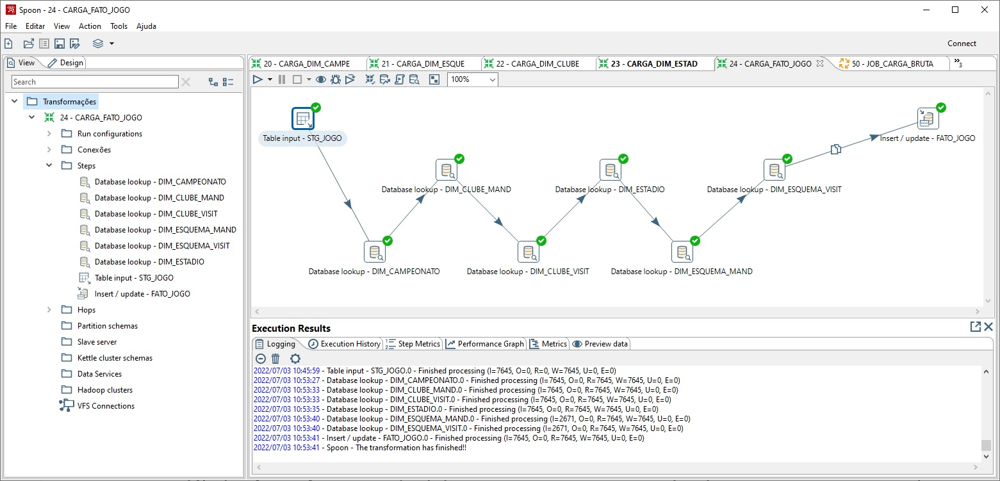 Spoon - 24 - CARGA_FATO_JOGO
File Editar View Action Tools Ajuda
Connect
View Design
Search
Transformações
24 - CARGA_FATO_JOGO
Run configurations
Conexões
Steps
Database lookup - DIM_CAMPEONATO
Database lookup - DIM_CLUBE_MAND
Database lookup - DIM_CLUBE_VISIT
Database lookup - DIM_ESQUEMA_MAND
Database lookup - DIM_ESQUEMA_VISIT
Database lookup - DIM_ESTADIO
Table input - STG_JOGO
Insert / update - FATO_JOGO
Hops
Partition schemas
Slave server
Kettle cluster schemas
Data Services
Hadoop clusters
VFS Connections
20 - CARGA_DIM_CAMPE 21 - CARGA_DIM_ESQUE 22 - CARGA_DIM_CLUBE 23 - CARGA_DIM_ESTAD 24 - CARGA_FATO_JOGO 50 - JOB_CARGA_BRUTA »3
100%
Table input - STG_JOGO
Insert / update - FATO_JOGO
Database lookup - DIM_CLUBE_MAND
Database lookup - DIM_ESTADIO
Database lookup - DIM_ESQUEMA_VISIT
Database lookup - DIM_CAMPEONATO
Database lookup - DIM_CLUBE_VISIT
Database lookup - DIM_ESQUEMA_MAND
Execution Results
Logging Execution History Step Metrics Performance Graph Metrics Preview data
2022/07/03 10:45:59 - Table input - STG_JOGO.0 - Finished processing (I=7645, O=0, R=0, W=7645, U=0, E=0)
2022/07/03 10:53:27 - Database lookup - DIM_CAMPEONATO.0 - Finished processing (I=7645, O=0, R=7645, W=7645, U=0, E=0)
2022/07/03 10:53:33 - Database lookup - DIM_CLUBE_MAND.0 - Finished processing (I=7645, O=0, R=7645, W=7645, U=0, E=0)
2022/07/03 10:53:33 - Database lookup - DIM_CLUBE_VISIT.0 - Finished processing (I=7645, O=0, R=7645, W=7645, U=0, E=0)
2022/07/03 10:53:35 - Database lookup - DIM_ESTADIO.0 - Finished processing (I=7645, O=0, R=7645, W=7645, U=0, E=0)
2022/07/03 10:53:40 - Database lookup - DIM_ESQUEMA_MAND.0 - Finished processing (I=2671, O=0, R=7645, W=7645, U=0, E=0)
2022/07/03 10:53:40 - Database lookup - DIM_ESQUEMA_VISIT.0 - Finished processing (I=2671, O=0, R=7645, W=7645, U=0, E=0)
2022/07/03 10:53:41 - Insert / update - FATO_JOGO.0 - Finished processing (I=7645, O=0, R=7645, W=7645, U=0, E=0)
2022/07/03 10:53:41 - Spoon - The transformation has finished!!